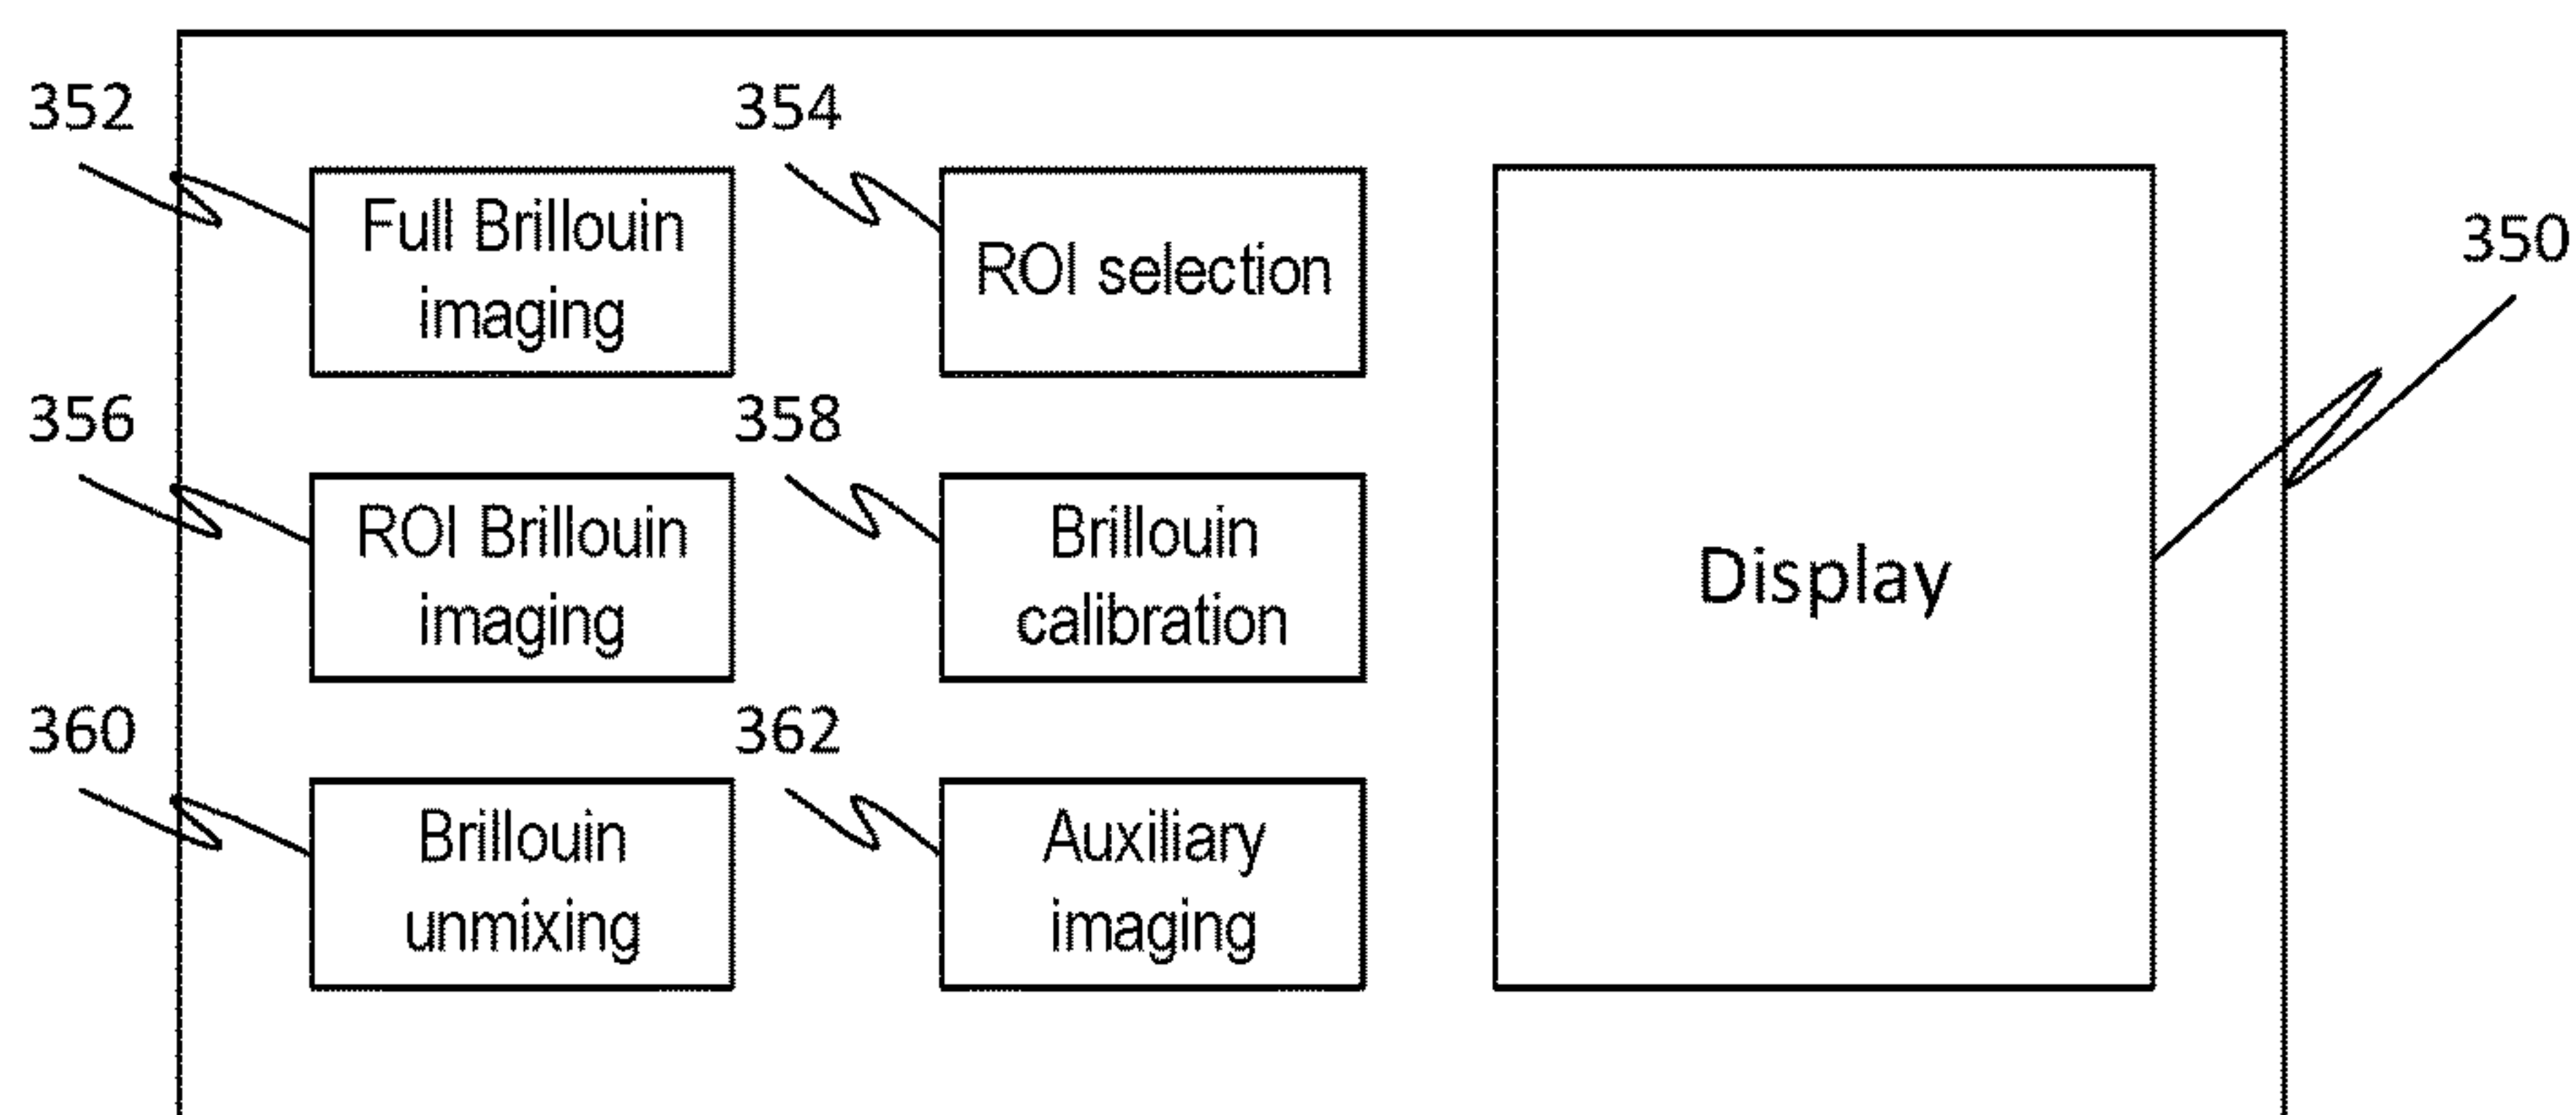 352
354
Full Brillouin
imaging
ROI selection
350
356
358
ROI Brillouin
imaging
Brillouin
calibration
Display
360
362
Brillouin
unmixing
Auxiliary
imaging